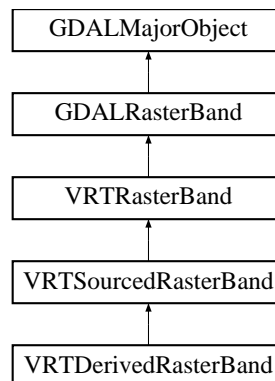 GDALMajorObject
GDALRasterBand
VRTRasterBand
VRTSourcedRasterBand
VRTDerivedRasterBand